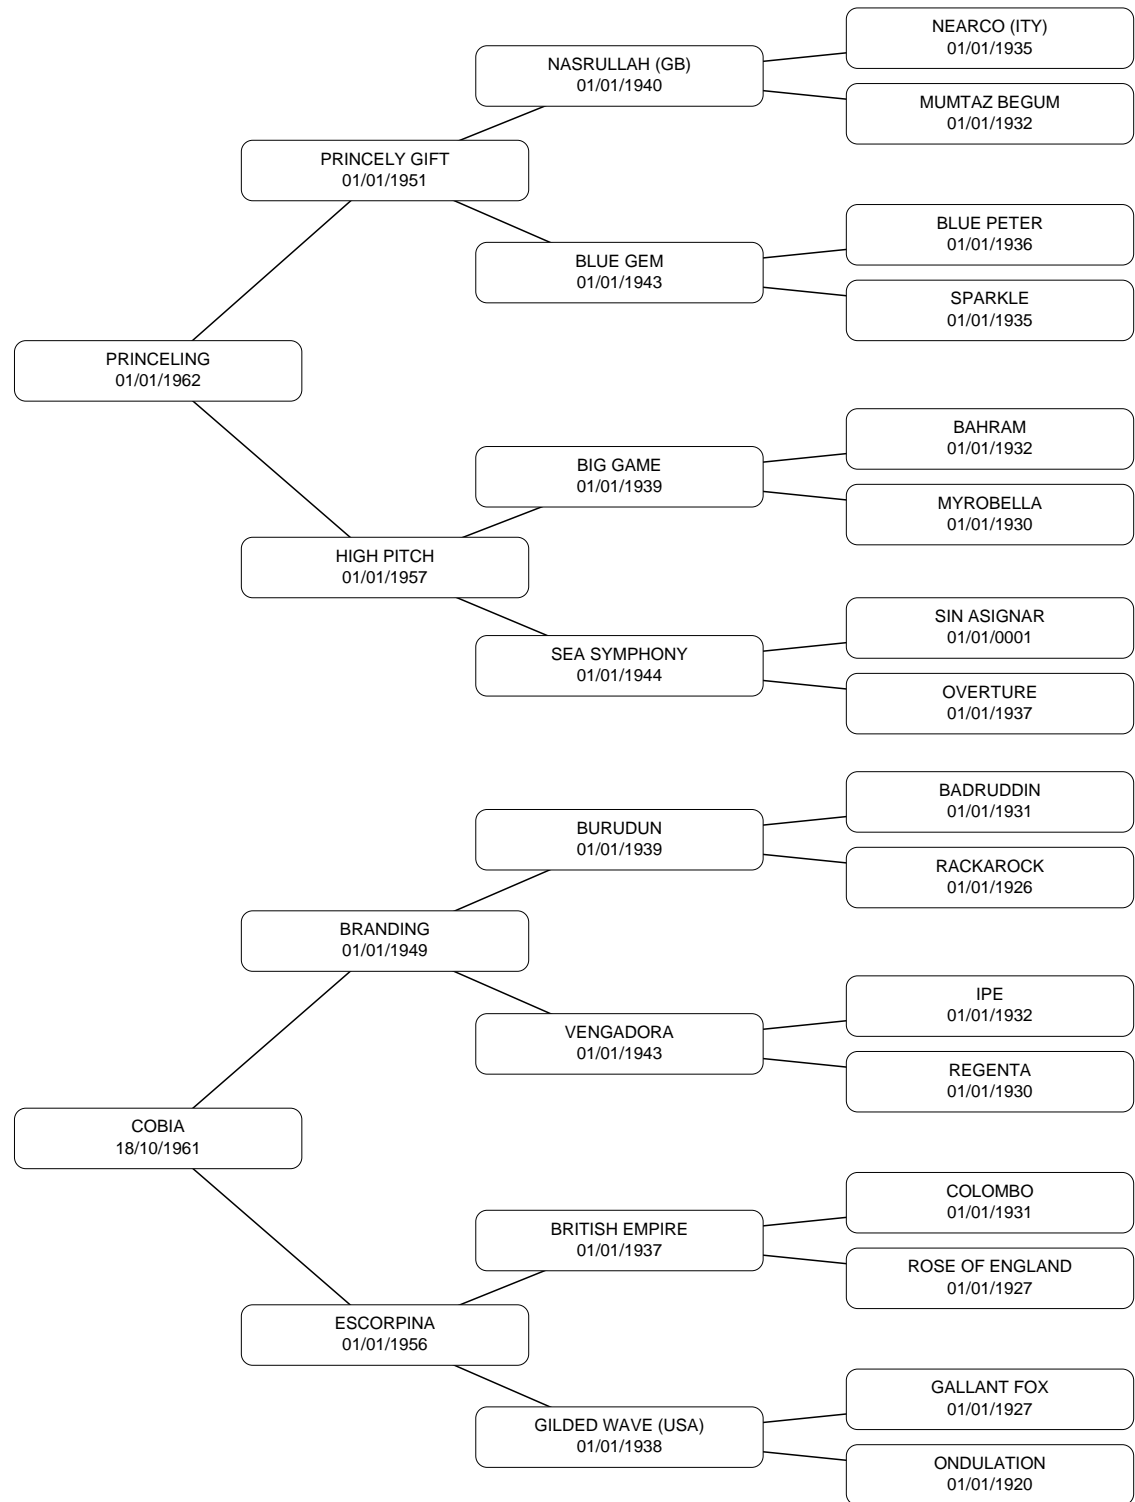 NEARCO (ITY)
01/01/1935
NASRULLAH (GB)
01/01/1940
MUMTAZ BEGUM
01/01/1932
PRINCELY GIFT
01/01/1951
BLUE PETER
01/01/1936
BLUE GEM
01/01/1943
SPARKLE
01/01/1935
PRINCELING
01/01/1962
BAHRAM
01/01/1932
BIG GAME
01/01/1939
MYROBELLA
01/01/1930
HIGH PITCH
01/01/1957
SIN ASIGNAR
01/01/0001
SEA SYMPHONY
01/01/1944
OVERTURE
01/01/1937
BADRUDDIN
01/01/1931
BURUDUN
01/01/1939
RACKAROCK
01/01/1926
BRANDING
01/01/1949
IPE
01/01/1932
VENGADORA
01/01/1943
REGENTA
01/01/1930
COBIA
18/10/1961
COLOMBO
01/01/1931
BRITISH EMPIRE
01/01/1937
ROSE OF ENGLAND
01/01/1927
ESCORPINA
01/01/1956
GALLANT FOX
01/01/1927
GILDED WAVE (USA)
01/01/1938
ONDULATION
01/01/1920